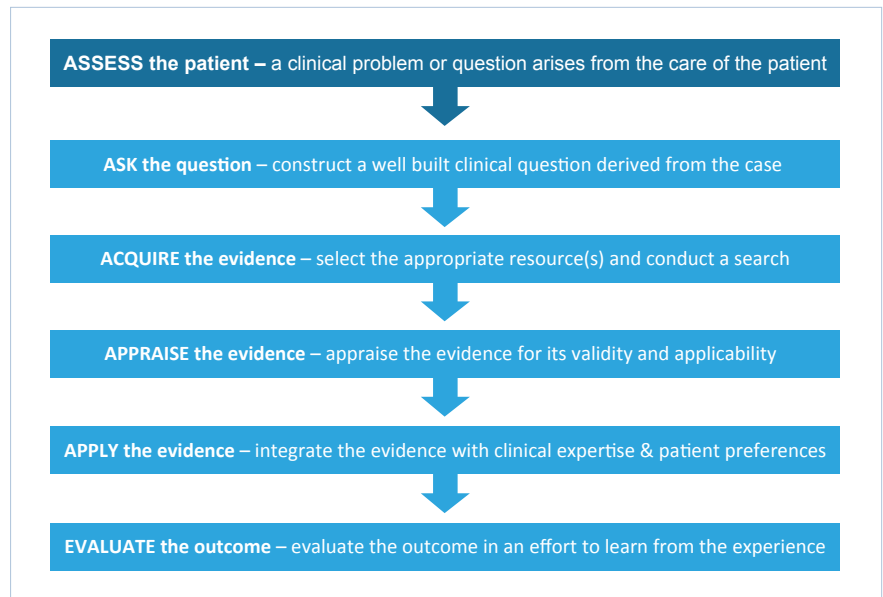 ASSESS the patient – a clinical problem or question arises from the care of the patient
ASK the question – construct a well built clinical question derived from the case
ACQUIRE the evidence – select the appropriate resource(s) and conduct a search
APPRAISE the evidence – appraise the evidence for its validity and applicability
APPLY the evidence – integrate the evidence with clinical expertise & patient preferences
EVALUATE the outcome – evaluate the outcome in an effort to learn from the experience